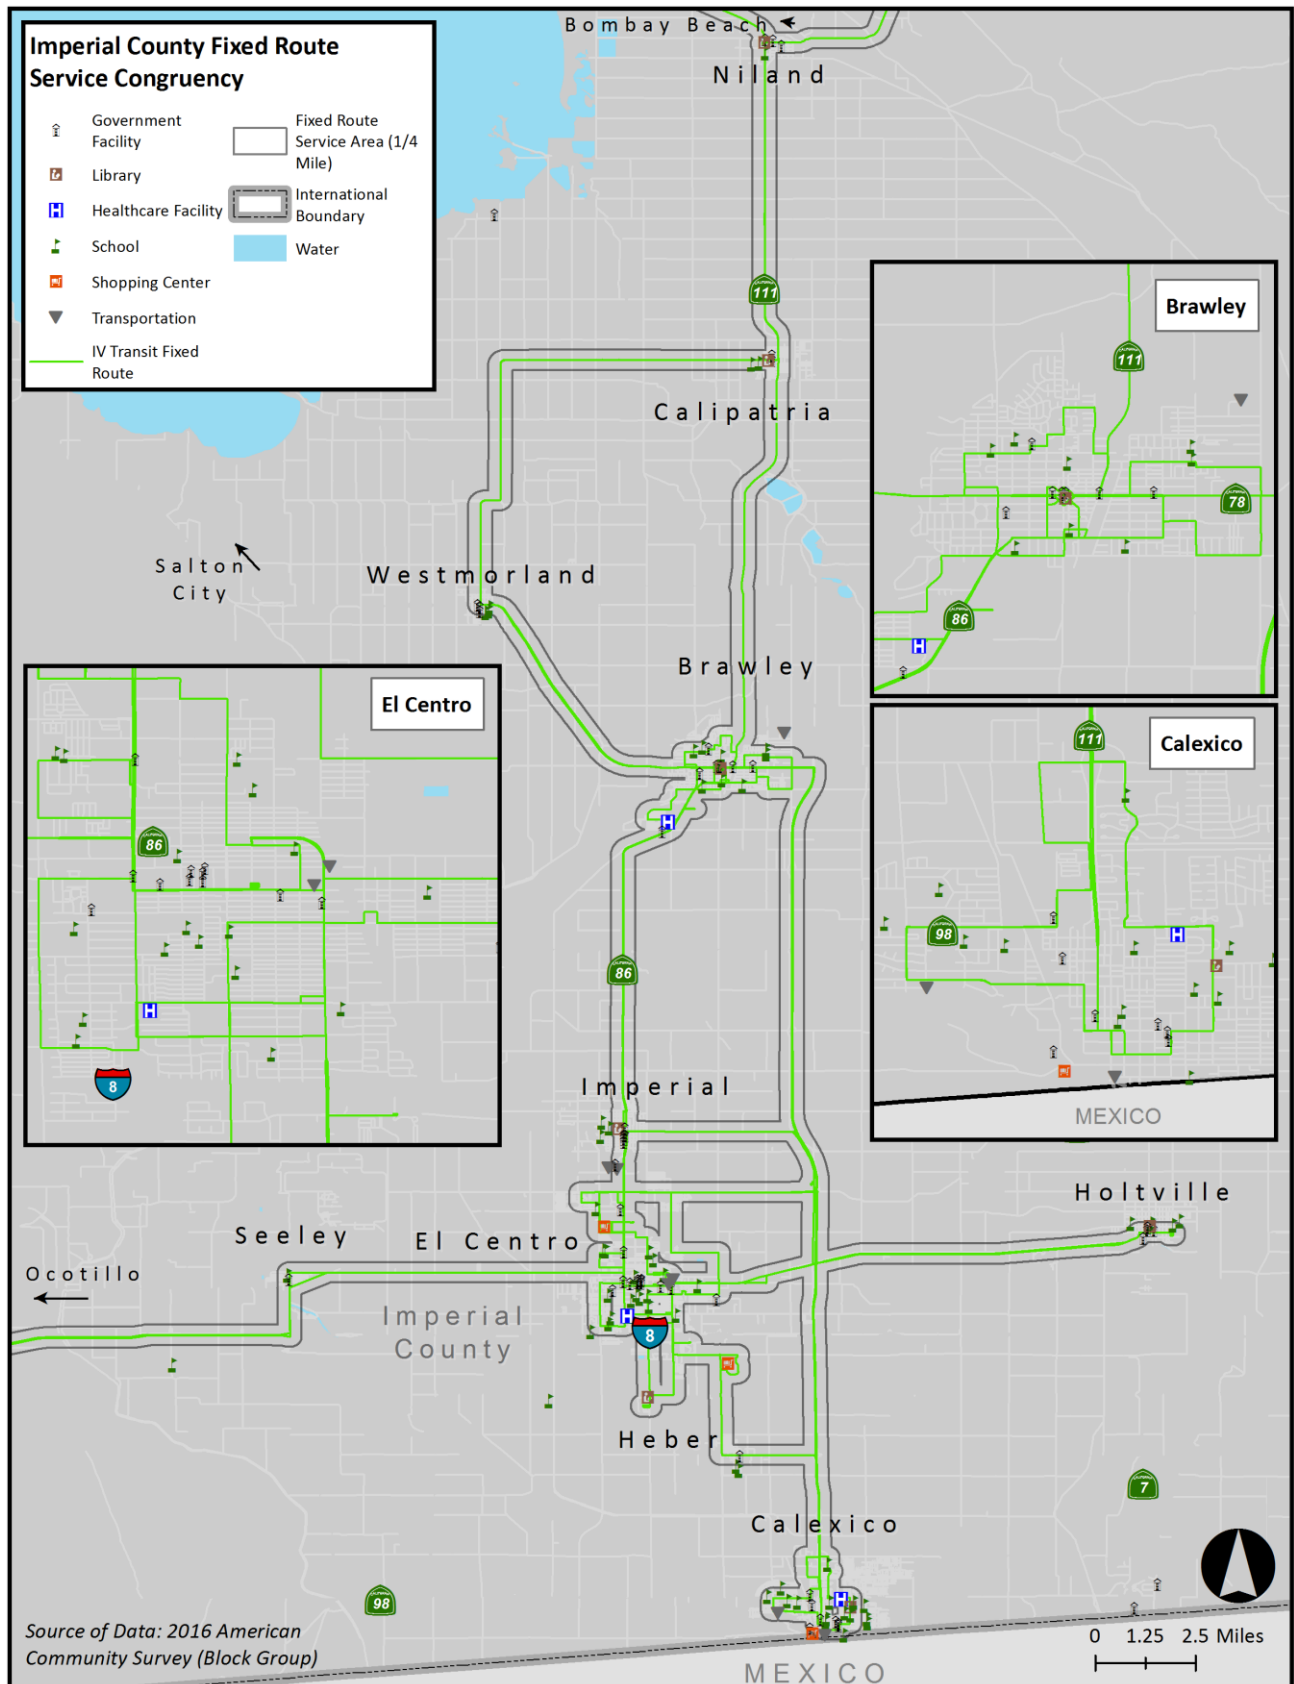 Imperial County Fixed Route
Service Congruency
Government
Facility
Library
Healthcare Facility
School
Shopping Center
Transportation
IV Transit Fixed
Route
Fixed Route
Service Area (1/4
Mile)
International
Boundary
Water
Bombay Beach
Niland
111
Calipatria
Salton
City
Westmorland
Brawley
Brawley
111
78
86
El Centro
86
8
Calexico
111
98
MEXICO
86
Imperial
Holtville
Seeley
El Centro
Ocotillo
Imperial
County
8
Heber
7
Calexico
98
Source of Data: 2016 American
Community Survey (Block Group)
0 1.25 2.5 Miles
MEXICO